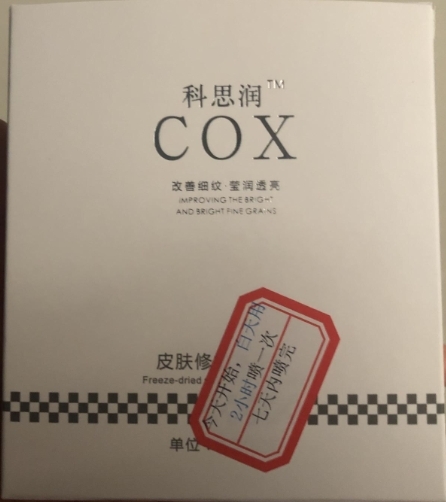 科思润™
COX
改善细纹·莹润透亮
IMPROVING THE BRIGHT
AND BRIGHT FINE GRAINS
皮肤修
Freeze-dried
单位
今天开始，白天用
2小时喷一次
七天内喷完